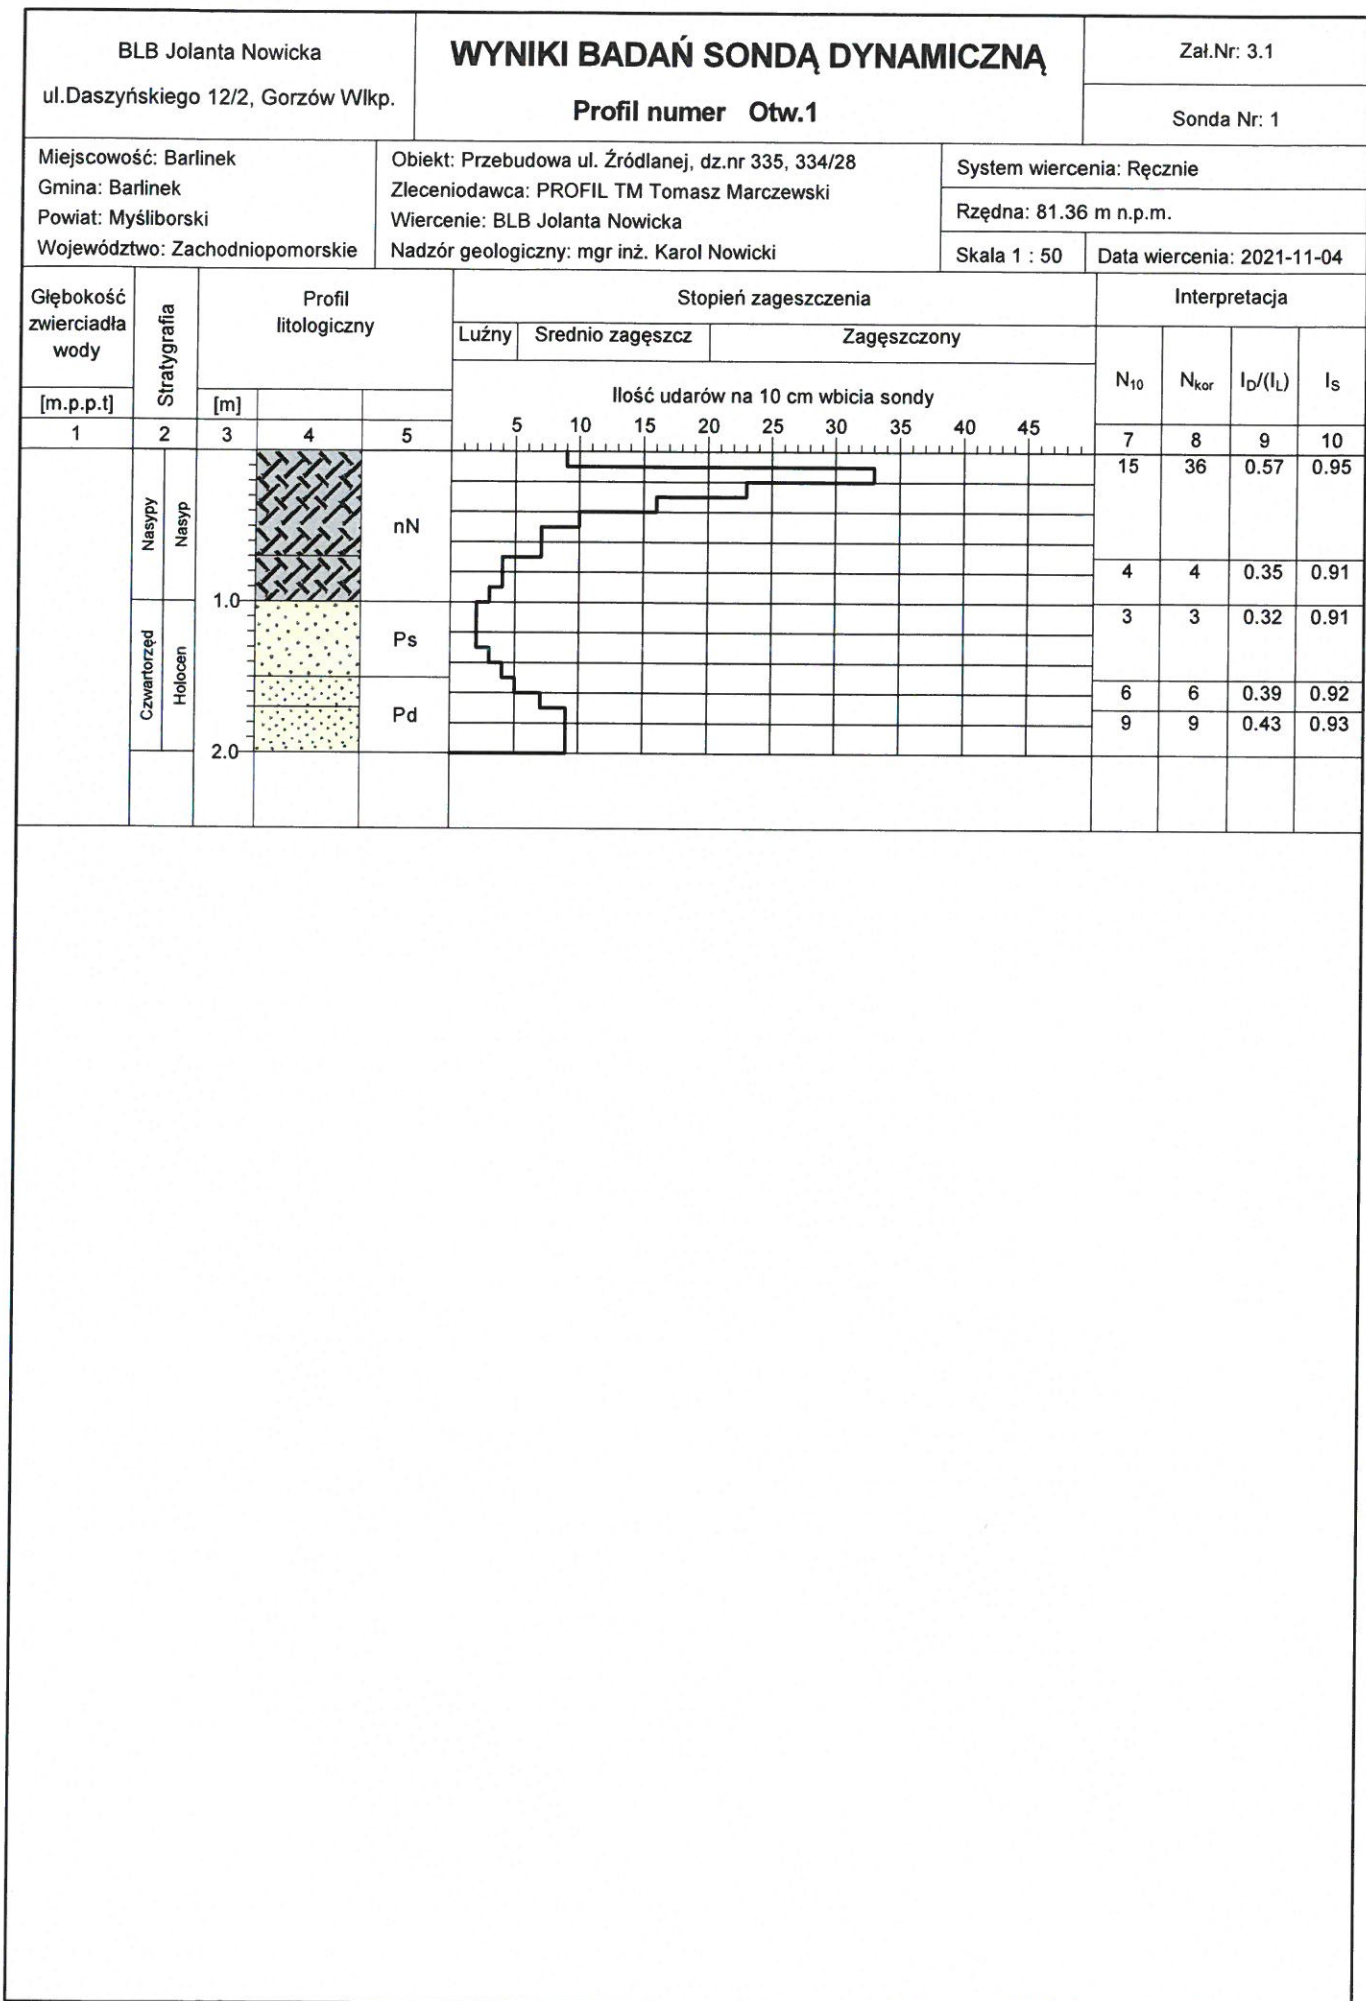 BLB Jolanta Nowicka
ul.Daszyńskiego 12/2, Gorzów Wlkp.
WYNIKI BADAŃ SONDĄ DYNAMICZNĄ
Profil numer Otw.1
Zał.Nr: 3.1
Sonda Nr: 1
Miejscowość: Barlinek
Gmina: Barlinek
Powiat: Myśliborski
Województwo: Zachodniopomorskie
Obiekt: Przebudowa ul. Źródlanej, dz.nr 335, 334/28
Zleceniodawca: PROFIL TM Tomasz Marczewski
Wiercenie: BLB Jolanta Nowicka
Nadzór geologiczny: mgr inż. Karol Nowicki
System wiercenia: Ręcznie
Rzędna: 81.36 m n.p.m.
Skala 1 : 50
Data wiercenia: 2021-11-04
Głębokość
zwierciadła
wody
[m.p.p.t]
Stratygrafia
Profil
litologiczny
[m]
Stopień zageszczenia
Luźny
Srednio zagęszcz
Zagęszczony
Ilość udarów na 10 cm wbicia sondy
5 10 15 20 25 30 35 40 45
Interpretacja
N10 Nkor ID/(IL) IS
1 2 3 4 5 7 8 9 10
Nasypy
Nasyp
nN
15 36 0.57 0.95
4 4 0.35 0.91
1.0
Czwartorzęd
Holocen
Ps
3 3 0.32 0.91
Pd
6 6 0.39 0.92
9 9 0.43 0.93
2.0